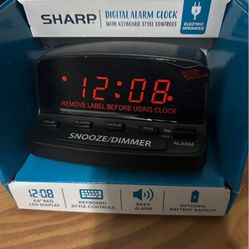 SHARP
DIGITAL ALARM CLOCK
WITH KEYBOARD STYLE CONTROLS
ELECTRIC
OPERATED
12:08
REMOVE LABEL BEFORE USING CLOCK
TIME ALARM HOUR MIN
SNOOZE/DIMMER
ALARM
12:08
0.6" RED
LED DISPLAY
KEYBOARD
STYLE CONTROLS
BEEP
ALARM
OPTIONAL
BATTERY BACKUP